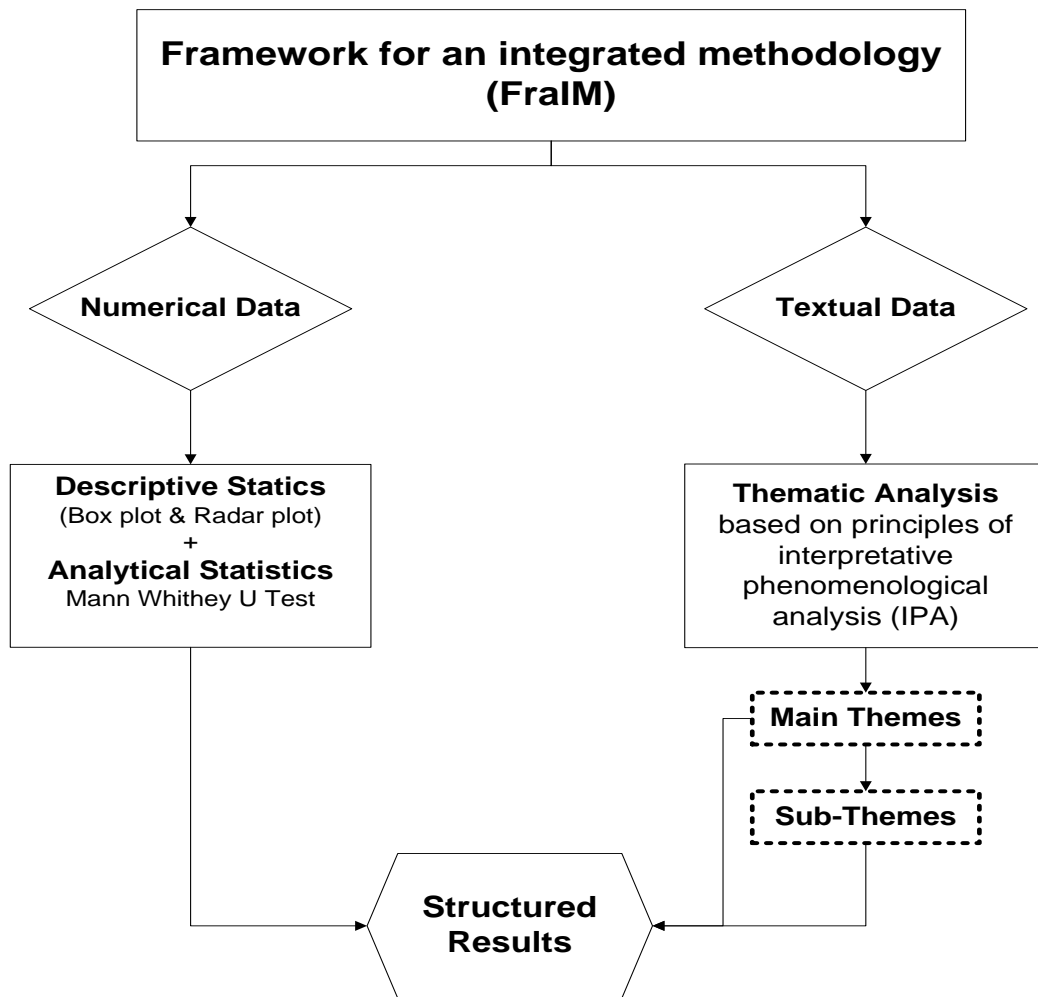 Framework for an integrated methodology
(FraIM)
Numerical Data
Textual Data
Descriptive Statics
(Box plot & Radar plot)
+
Analytical Statistics
Mann Whithey U Test
Thematic Analysis
based on principles of
interpretative
phenomenological
analysis (IPA)
Main Themes
Sub-Themes
Structured
Results